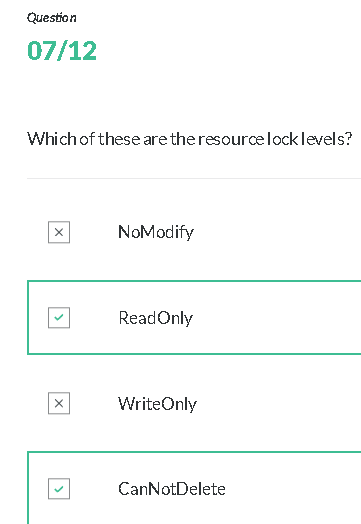 Question
07/12
Which of these are the resource lock levels?
NoModify
ReadOnly
WriteOnly
CanNotDelete